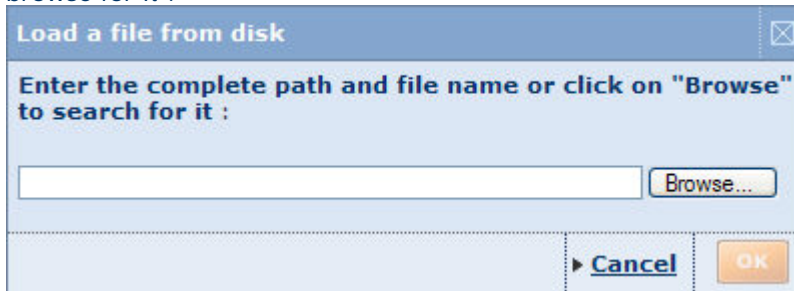 Load a file from disk
Enter the complete path and file name or click on "Browse"
to search for it :
Browse...
Cancel
OK